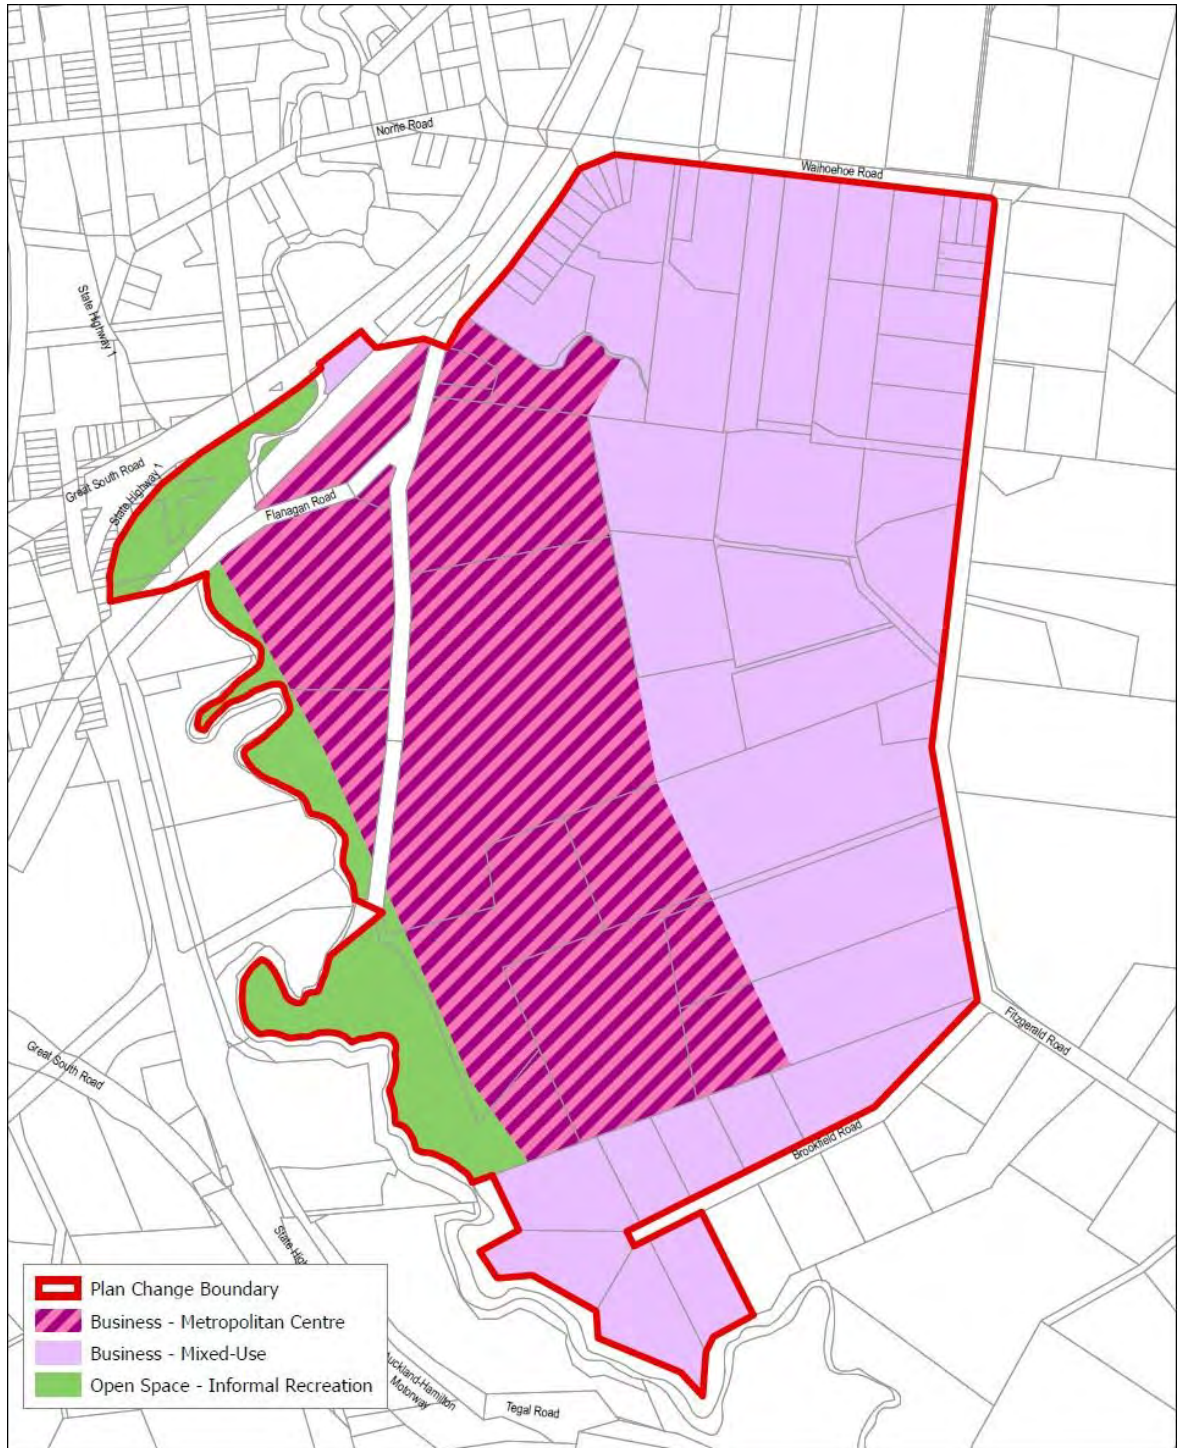 Norrie Road
Waihoehoe Road
State Highway 1
Great South Road
State Highway 1
Flanagan Road
Fitzgerald Road
Great South Road
Brookfield Road
State High
Plan Change Boundary
Business - Metropolitan Centre
Business - Mixed-Use
Open Space - Informal Recreation
Auckland-Hamilton
Motorway
Tegal Road